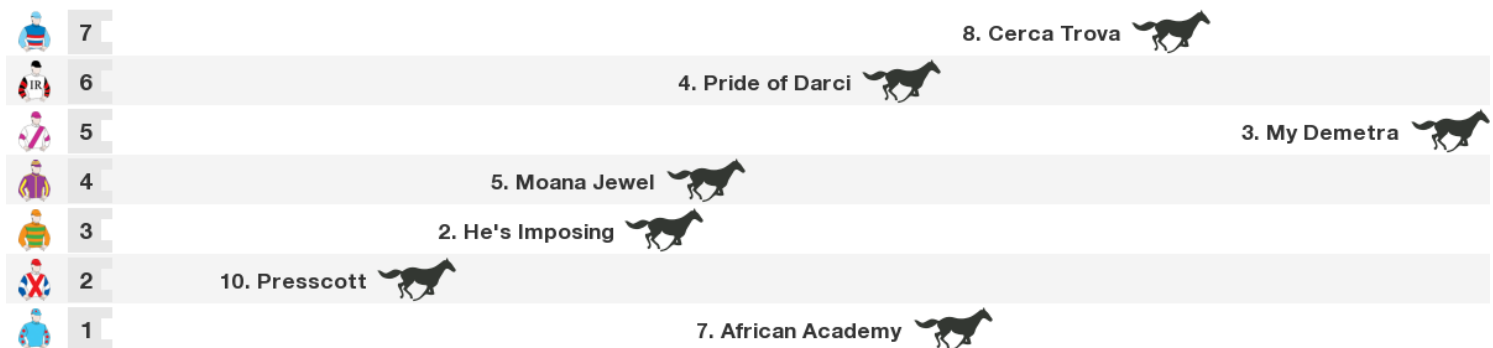 7 8. Cerca Trova
IR 6 4. Pride of Darci
5 3. My Demetra
4 5. Moana Jewel
3 2. He's Imposing
2 10. Presscott
1 7. African Academy